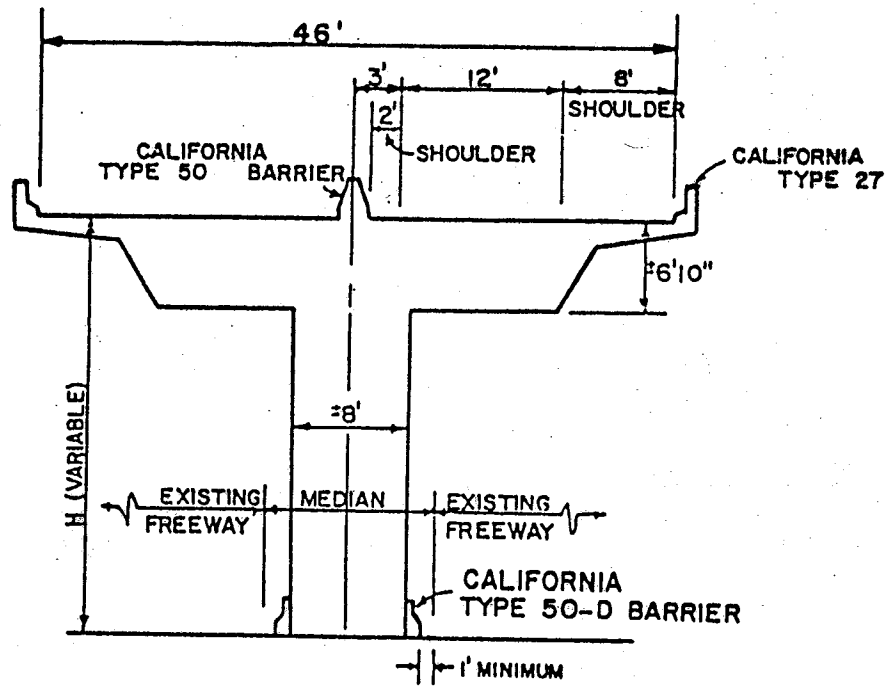 46'
3'
12'
8'
SHOULDER
2'
SHOULDER
CALIFORNIA
TYPE 50 BARRIER
CALIFORNIA
TYPE 27
±6'10"
H (VARIABLE)
±8'
EXISTING
FREEWAY
MEDIAN
EXISTING
FREEWAY
CALIFORNIA
TYPE 50-D BARRIER
1' MINIMUM